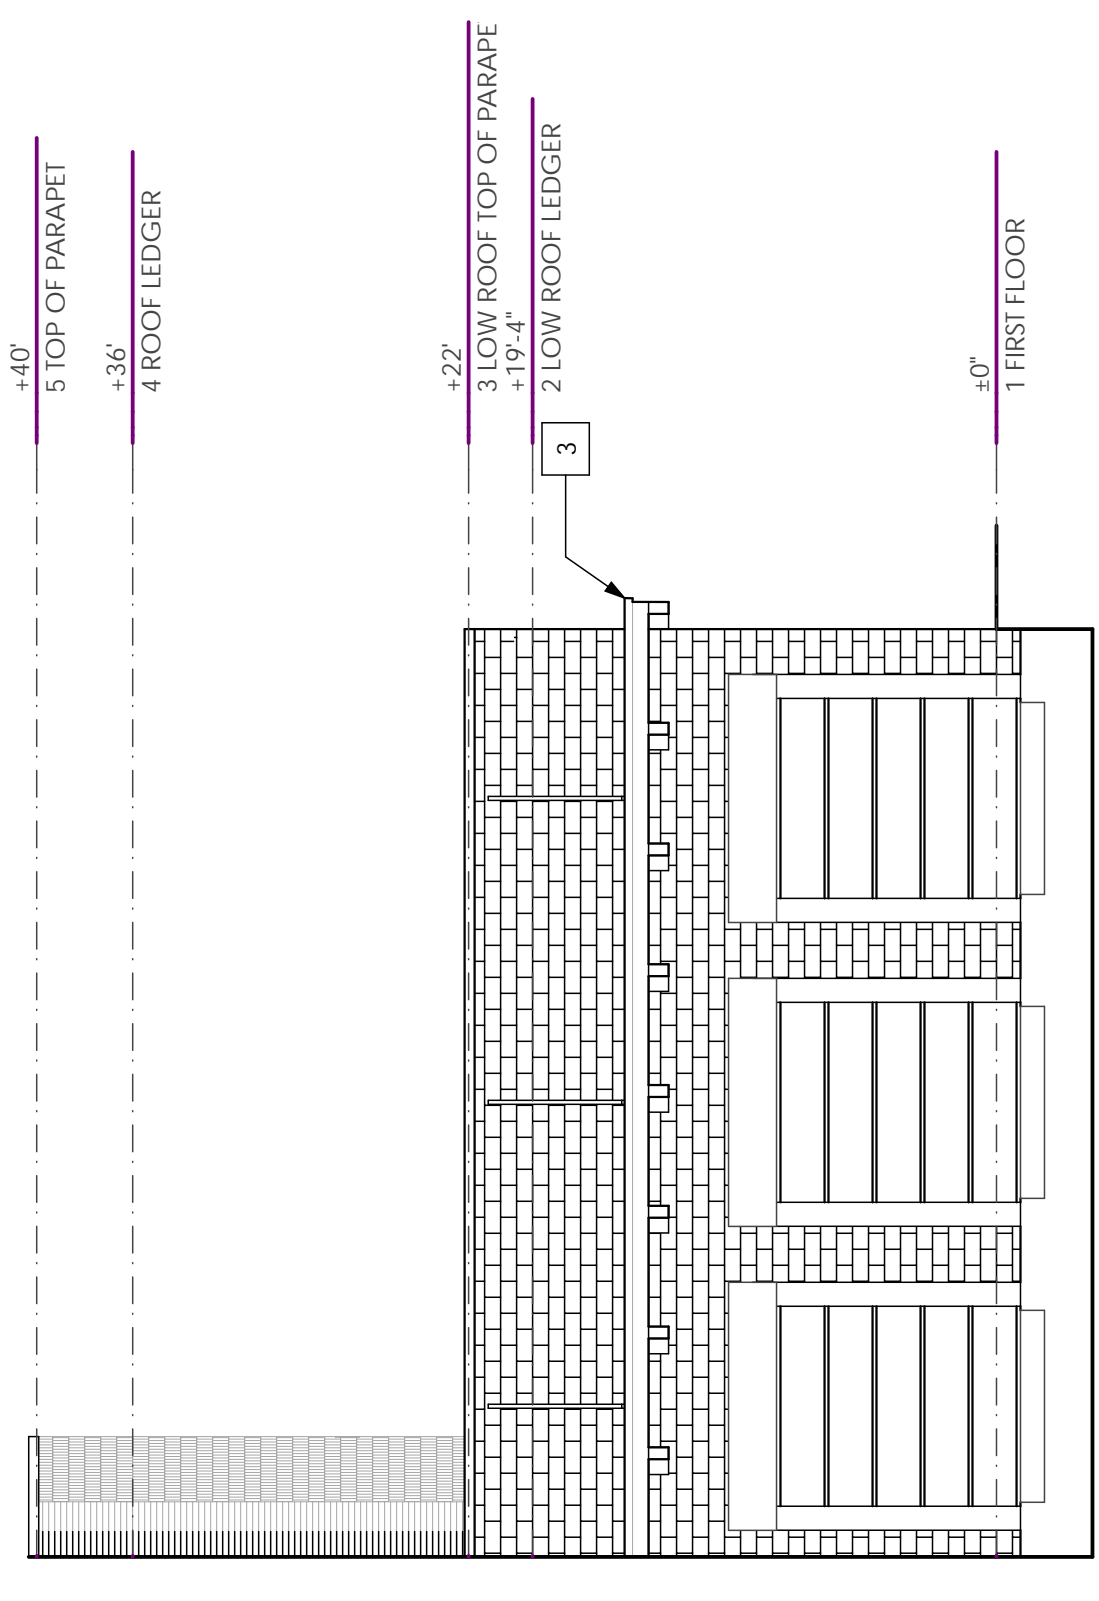 +40'
5 TOP OF PARAPET
+36'
4 ROOF LEDGER
+22'
3 LOW ROOF TOP OF PARAPE
+19'-4"
2 LOW ROOF LEDGER
3
±0"
1 FIRST FLOOR